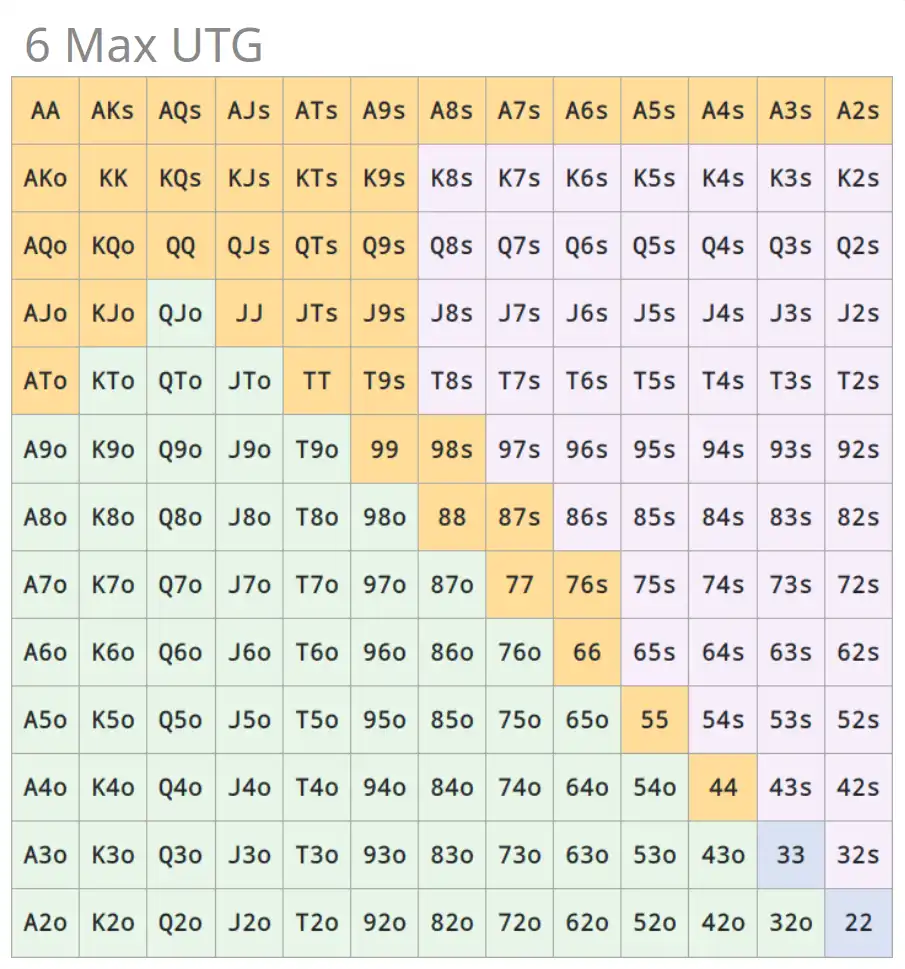 6 Max UTG
AA AKs AQs AJs ATs A9s A8s A7s A6s A5s A4s A3s A2s
AKo KK KQs KJs KTs K9s K8s K7s K6s K5s K4s K3s K2s
AQo KQo QQ QJs QTs Q9s Q8s Q7s Q6s Q5s Q4s Q3s Q2s
AJo KJo QJo JJ JTs J9s J8s J7s J6s J5s J4s J3s J2s
ATo KTo QTo JTo TT T9s T8s T7s T6s T5s T4s T3s T2s
A9o K9o Q9o J9o T9o 99 98s 97s 96s 95s 94s 93s 92s
A8o K8o Q8o J8o T8o 98o 88 87s 86s 85s 84s 83s 82s
A7o K7o Q7o J7o T7o 97o 87o 77 76s 75s 74s 73s 72s
A6o K6o Q6o J6o T6o 96o 86o 76o 66 65s 64s 63s 62s
A5o K5o Q5o J5o T5o 95o 85o 75o 65o 55 54s 53s 52s
A4o K4o Q4o J4o T4o 94o 84o 74o 64o 54o 44 43s 42s
A3o K3o Q3o J3o T3o 93o 83o 73o 63o 53o 43o 33 32s
A2o K2o Q2o J2o T2o 92o 82o 72o 62o 52o 42o 32o 22